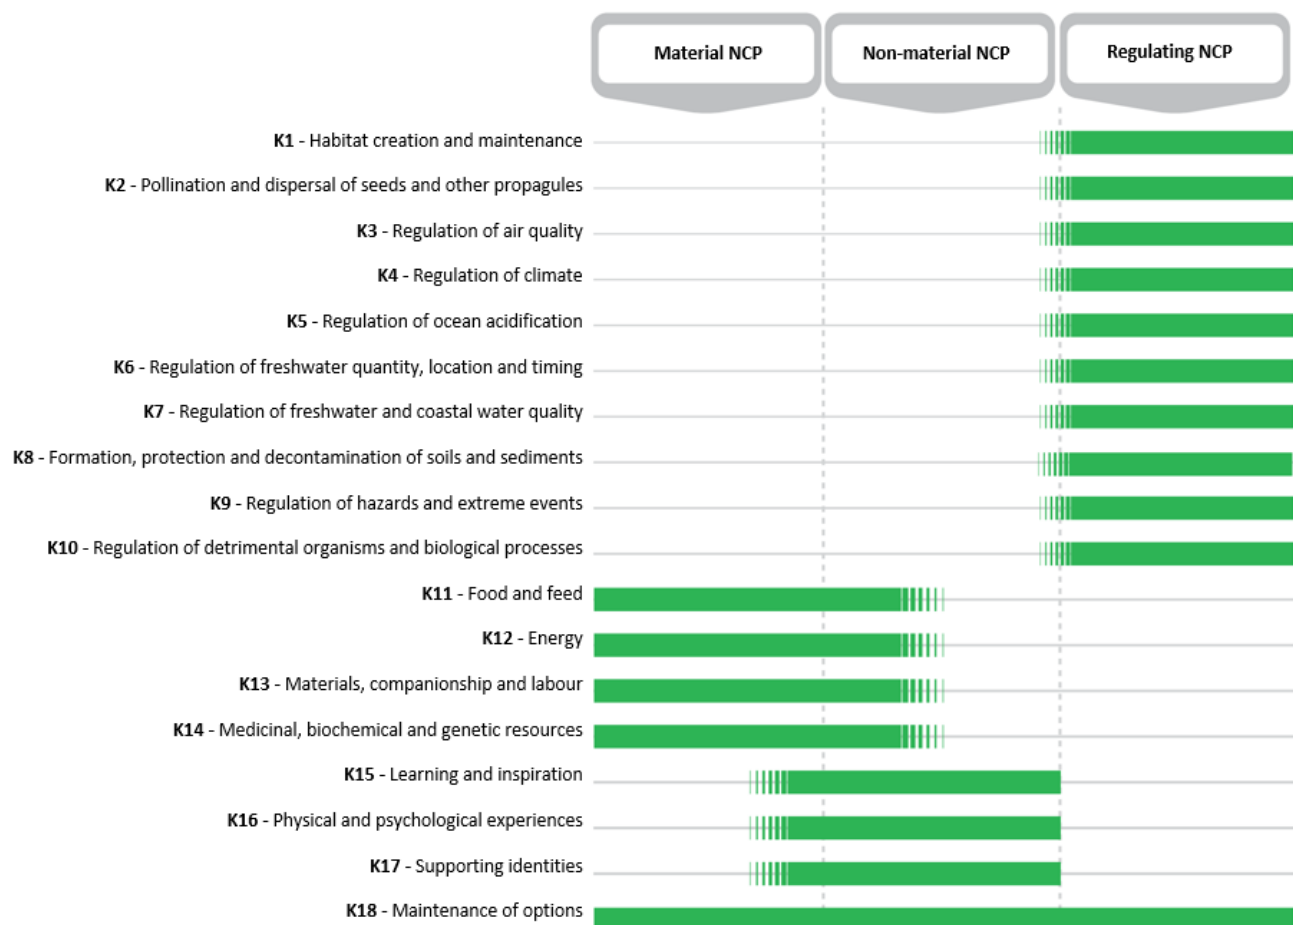 Material NCP
Non-material NCP
Regulating NCP
K1 - Habitat creation and maintenance
K2 - Pollination and dispersal of seeds and other propagules
K3 - Regulation of air quality
K4 - Regulation of climate
K5 - Regulation of ocean acidification
K6 - Regulation of freshwater quantity, location and timing
K7 - Regulation of freshwater and coastal water quality
K8 - Formation, protection and decontamination of soils and sediments
K9 - Regulation of hazards and extreme events
K10 - Regulation of detrimental organisms and biological processes
K11 - Food and feed
K12 - Energy
K13 - Materials, companionship and labour
K14 - Medicinal, biochemical and genetic resources
K15 - Learning and inspiration
K16 - Physical and psychological experiences
K17 - Supporting identities
K18 - Maintenance of options